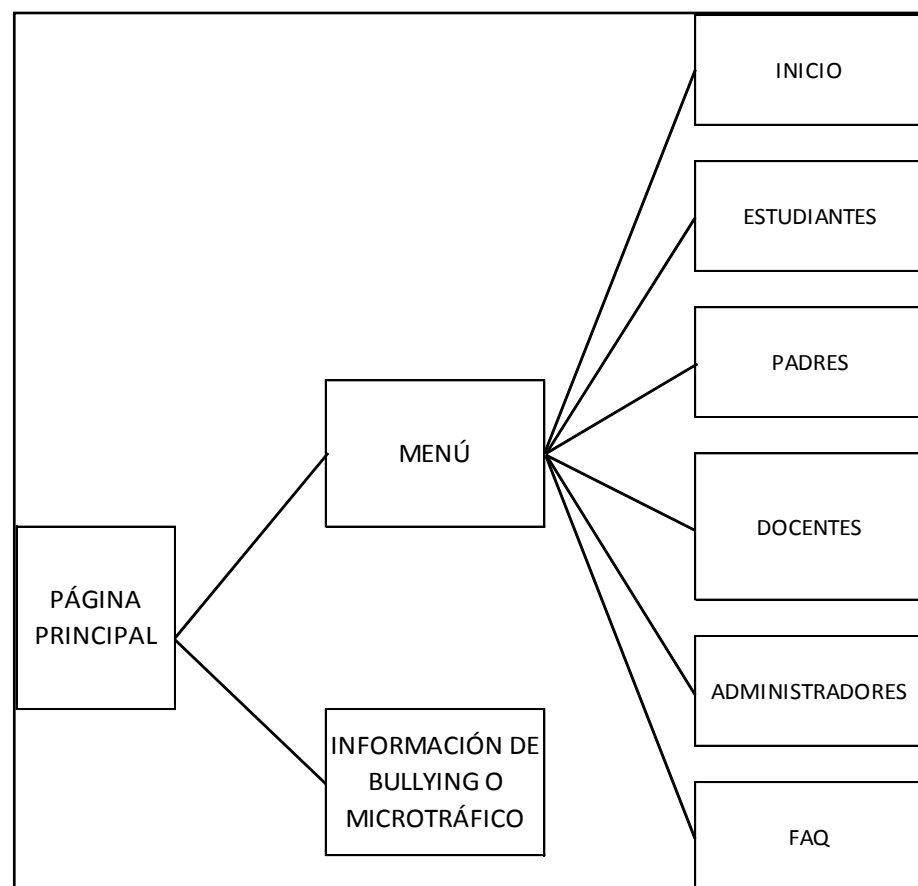 INICIO
ESTUDIANTES
PADRES
MENÚ
DOCENTES
PÁGINA
PRINCIPAL
ADMINISTRADORES
INFORMACIÓN DE
BULLYING O
MICROTRÁFICO
FAQ